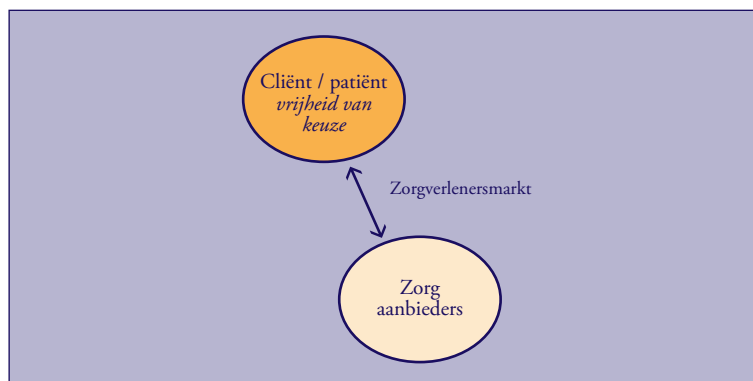 Cliënt / patiënt
vrijheid van
keuze
Zorgverlenersmarkt
Zorg
aanbieders